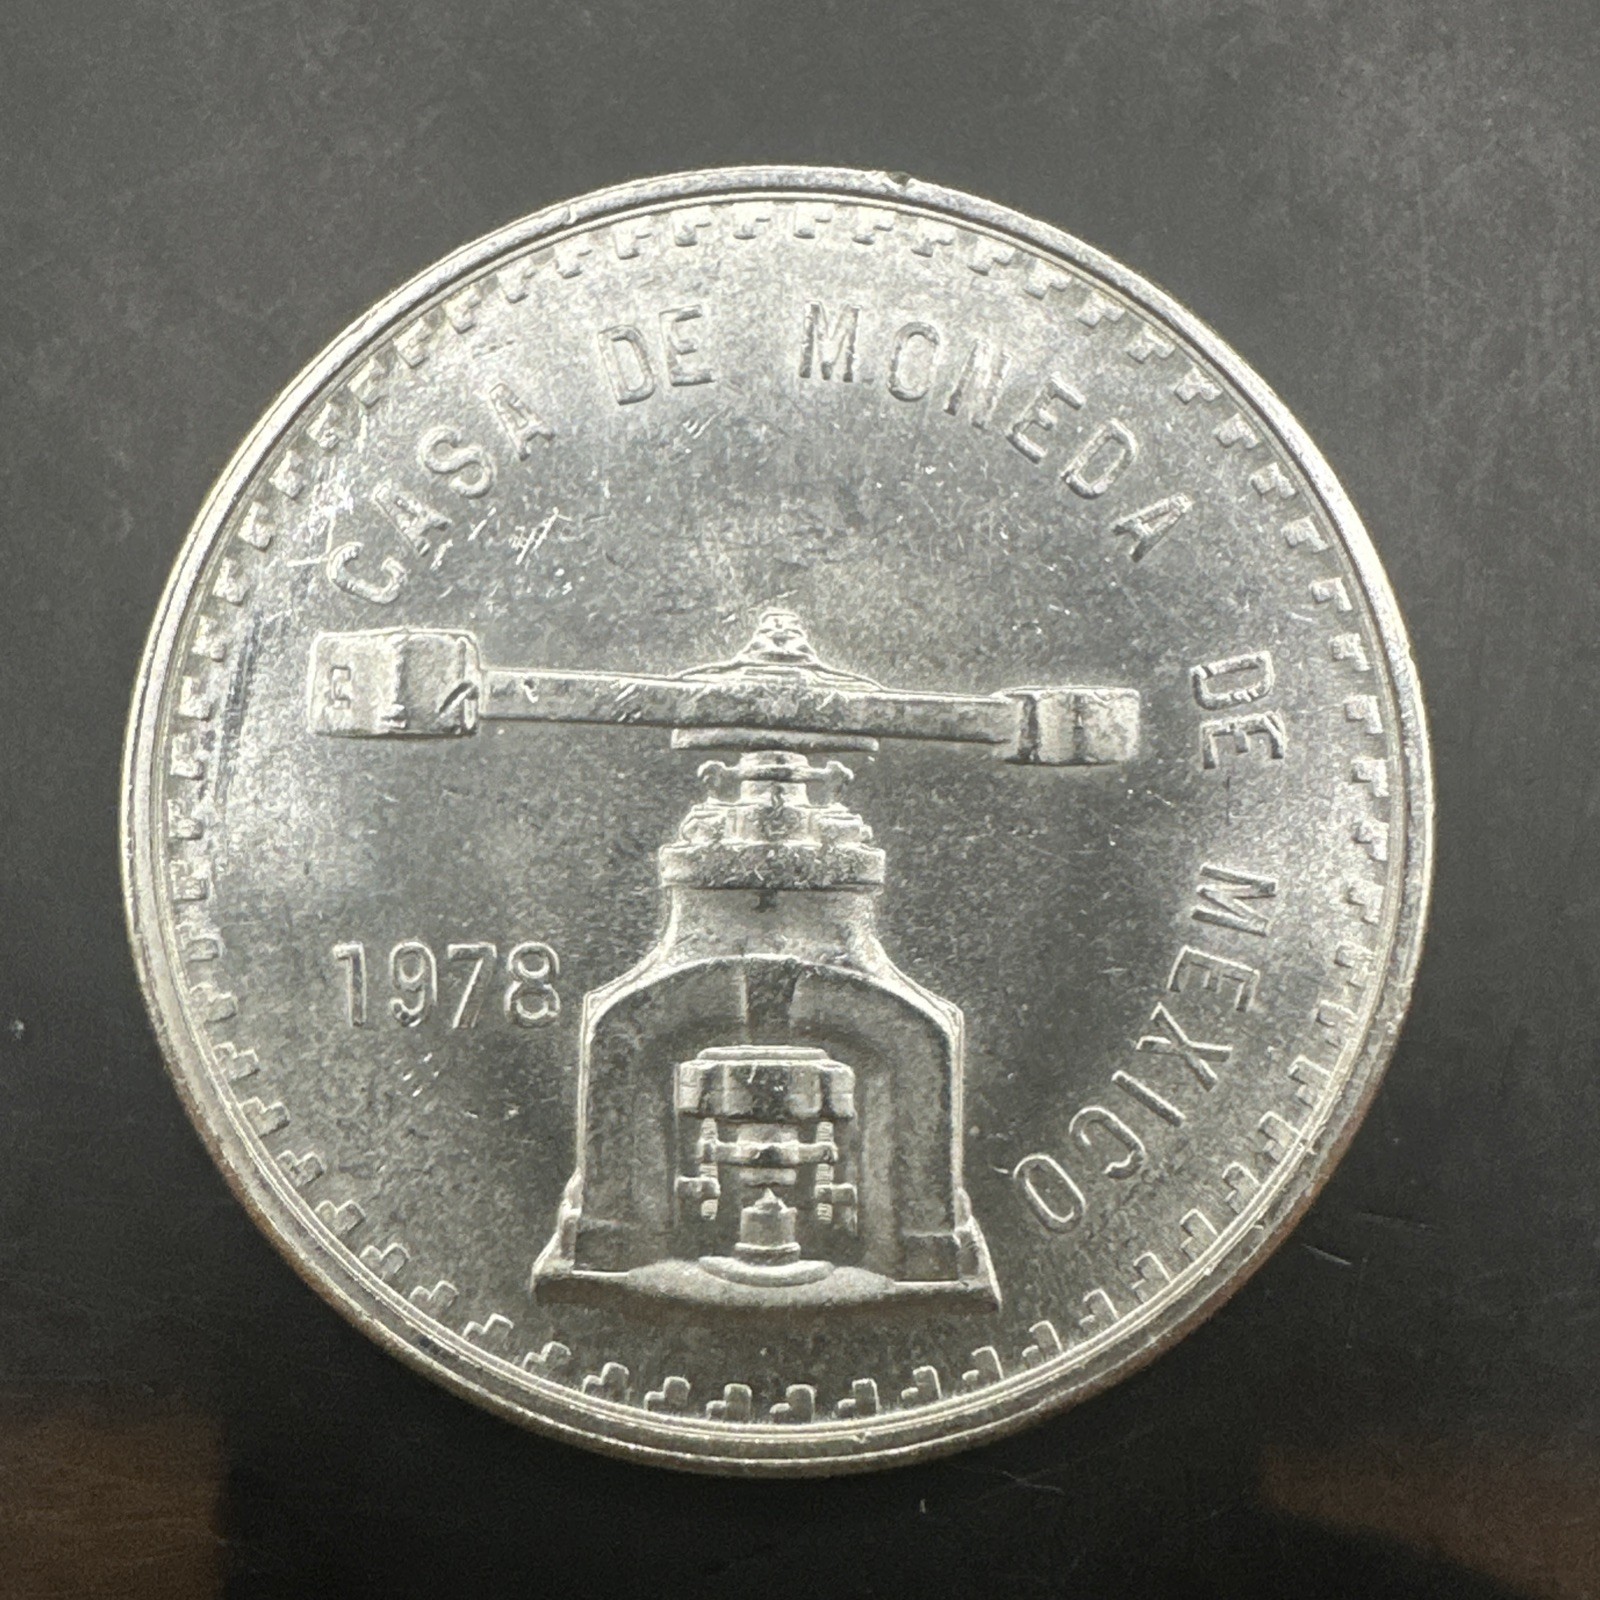 CASA DE MONEDA DE MEXICO
1978